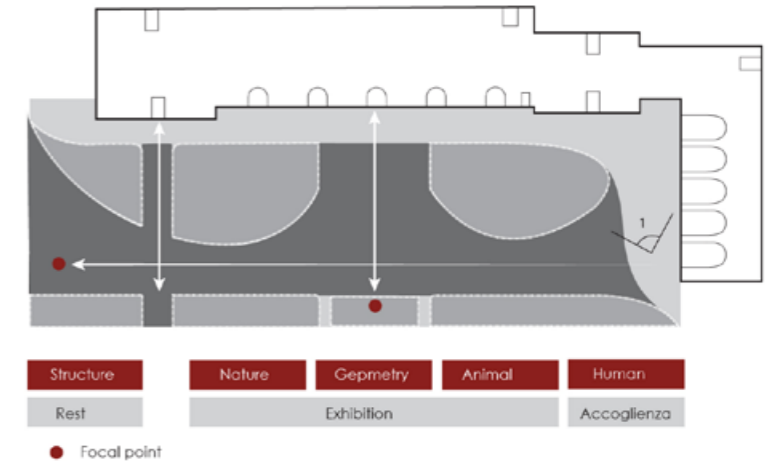 1
Structure
Nature
Gepmetry
Animal
Human
Rest
Exhibition
Accoglienza
Focal point